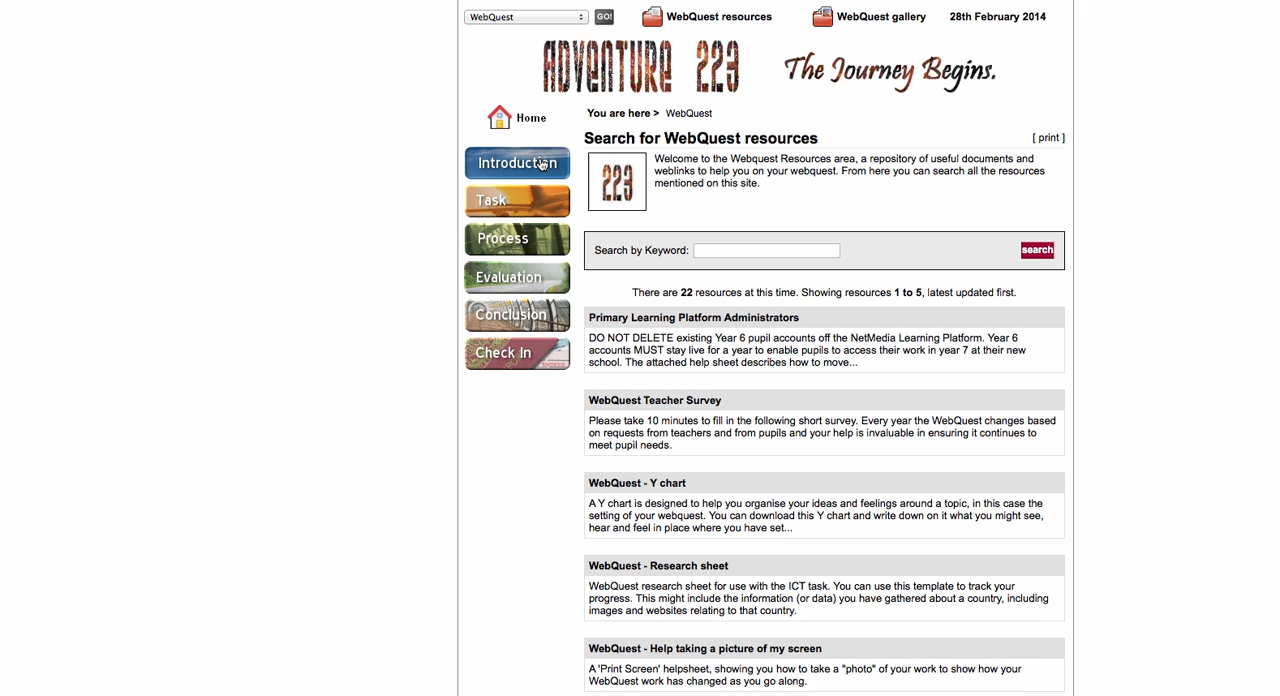 WebQuest
GO!
WebQuest resources
WebQuest gallery
28th February 2014
ADVENTURE 223
The Journey Begins.
Home
You are here > WebQuest
Search for WebQuest resources
[ print ]
Introduction
Task
Process
Evaluation
Conclusion
Check In
223
Welcome to the Webquest Resources area, a repository of useful documents and
weblinks to help you on your webquest. From here you can search all the resources
mentioned on this site.
Search by Keyword:
search
There are 22 resources at this time. Showing resources 1 to 5, latest updated first.
Primary Learning Platform Administrators
DO NOT DELETE existing Year 6 pupil accounts off the NetMedia Learning Platform. Year 6
accounts MUST stay live for a year to enable pupils to access their work in year 7 at their new
school. The attached help sheet describes how to move...
WebQuest Teacher Survey
Please take 10 minutes to fill in the following short survey. Every year the WebQuest changes based
on requests from teachers and from pupils and your help is invaluable in ensuring it continues to
meet pupil needs.
WebQuest - Y chart
A Y chart is designed to help you organise your ideas and feelings around a topic, in this case the
setting of your webquest. You can download this Y chart and write down on it what you might see,
hear and feel in place where you have set...
WebQuest - Research sheet
WebQuest research sheet for use with the ICT task. You can use this template to track your
progress. This might include the information (or data) you have gathered about a country, including
images and websites relating to that country.
WebQuest - Help taking a picture of my screen
A 'Print Screen' helpsheet, showing you how to take a "photo" of your work to show how your
WebQuest work has changed as you go along.